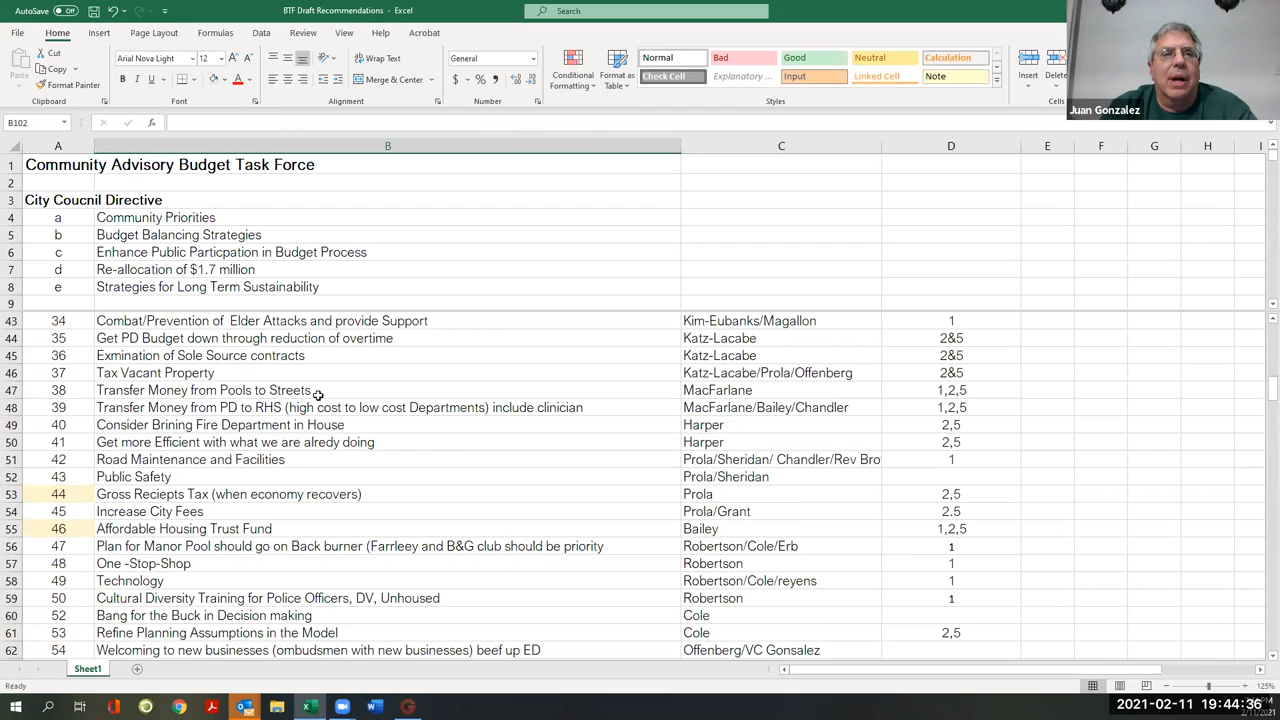 AutoSave Off BTF Draft Recommendations - Excel Search
File Home Insert Page Layout Formulas Data Review View Help Acrobat
Cut
Copy
Format Painter
Paste
Clipboard
Arial Nova Light 12
B I U
Font
Wrap Text
Merge & Center
Alignment
General
$ % ,
Number
Conditional Formatting
Format as Table
Normal Bad Good Neutral Calculation
Check Cell Explanatory ... Input Linked Cell Note
Styles
Insert Delete
Cells
Juan Gonzalez
B102 fx
A B C D E F G H I
1 Community Advisory Budget Task Force
2
3 City Coucnil Directive
4 a Community Priorities
5 b Budget Balancing Strategies
6 c Enhance Public Particpation in Budget Process
7 d Re-allocation of $1.7 million
8 e Strategies for Long Term Sustainability
9
43 34 Combat/Prevention of Elder Attacks and provide Support Kim-Eubanks/Magallon 1
44 35 Get PD Budget down through reduction of overtime Katz-Lacabe 2&5
45 36 Exmination of Sole Source contracts Katz-Lacabe 2&5
46 37 Tax Vacant Property Katz-Lacabe/Prola/Offenberg 2&5
47 38 Transfer Money from Pools to Streets MacFarlane 1,2,5
48 39 Transfer Money from PD to RHS (high cost to low cost Departments) include clinician MacFarlane/Bailey/Chandler 1,2,5
49 40 Consider Brining Fire Department in House Harper 2,5
50 41 Get more Efficient with what we are alredy doing Harper 2,5
51 42 Road Maintenance and Facilities Prola/Sheridan/ Chandler/Rev Bro 1
52 43 Public Safety Prola/Sheridan
53 44 Gross Reciepts Tax (when economy recovers) Prola 2,5
54 45 Increase City Fees Prola/Grant 2.5
55 46 Affordable Housing Trust Fund Bailey 1,2,5
56 47 Plan for Manor Pool should go on Back burner (Farrleey and B&G club should be priority Robertson/Cole/Erb 1
57 48 One -Stop-Shop Robertson 1
58 49 Technology Robertson/Cole/reyens 1
59 50 Cultural Diversity Training for Police Officers, DV, Unhoused Robertson 1
60 52 Bang for the Buck in Decision making Cole
61 53 Refine Planning Assumptions in the Model Cole 2,5
62 54 Welcoming to new businesses (ombudsmen with new businesses) beef up ED Offenberg/VC Gonsalez
Sheet1
Ready 125%
2021-02-11 19:44:36
2/11/2021